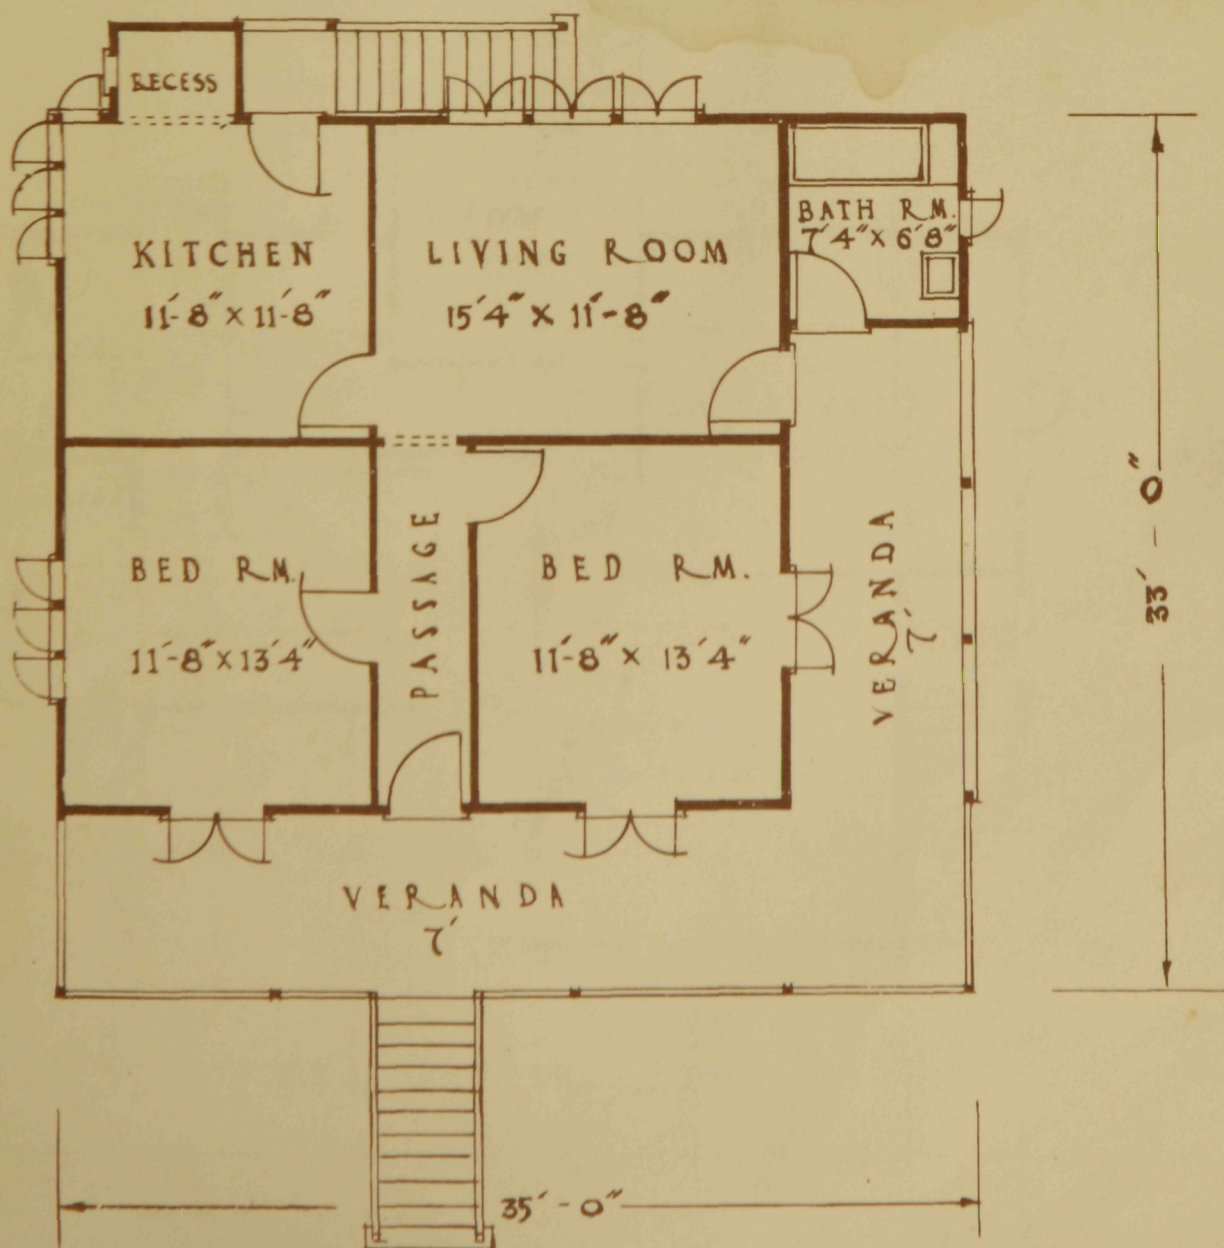 RECESS
KITCHEN
11'-8" x 11'-8"
LIVING ROOM
15'4" x 11'-8"
BATH RM.
7'4" x 6'8"
BED RM.
11'-8" x 13'4"
PASSAGE
BED RM.
11'-8" x 13'4"
VERANDA
7'
33' - 0"
VERANDA
7'
35' - 0"